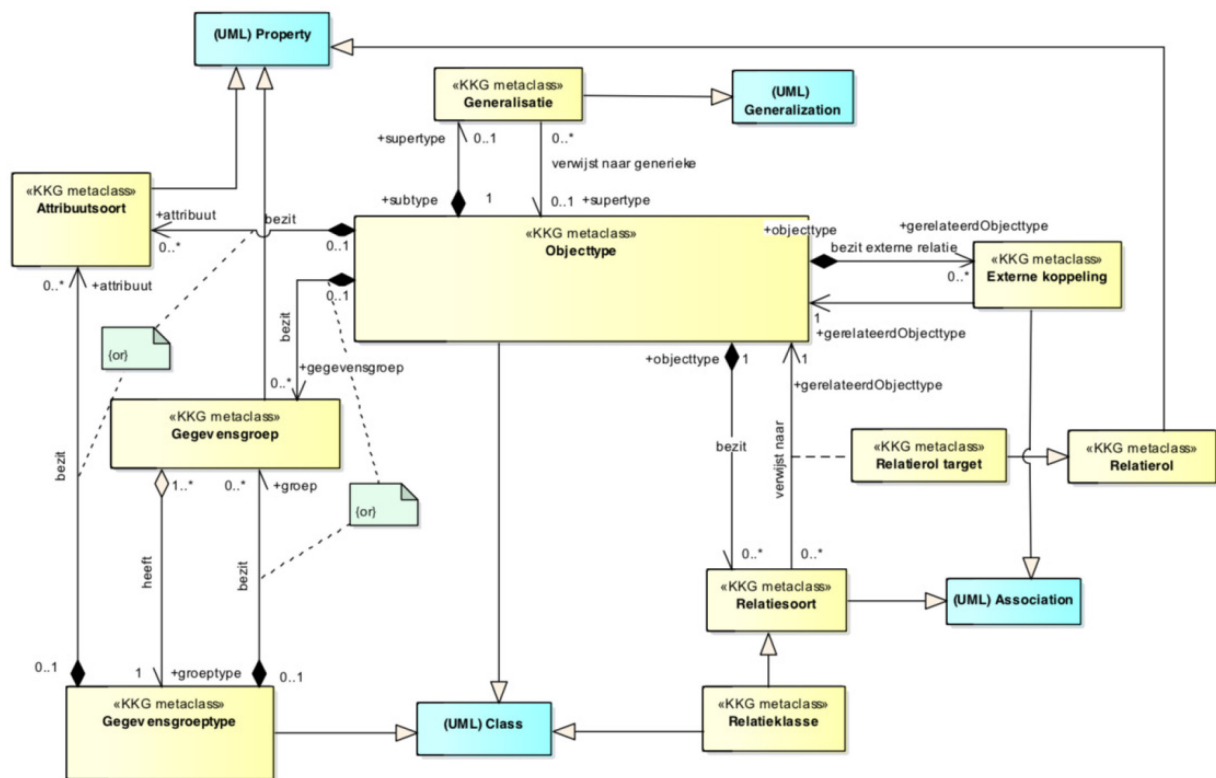 (UML) Property
«KKG metaclass»
Generalisatie
(UML)
Generalization
+supertype
0..1
0..*
verwijst naar generieke
«KKG metaclass»
Attribuutsoort
+subtype
1
0..1
+supertype
+attribuut
bezit
0..*
0..1
«KKG metaclass»
Objecttype
+objecttype
+gerelateerdObjecttype
bezit externe relatie
0..*
«KKG metaclass»
Externe koppeling
0..*
+attribuut
0..1
bezit
1
+gerelateerdObjecttype
{or}
+objecttype
1
1
+gegevensgroep
0..*
+gerelateerdObjecttype
«KKG metaclass»
Gegevensgroep
bezit
bezit
verwijst naar
«KKG metaclass»
Relatierol target
«KKG metaclass»
Relatierol
1..*
0..*
+groep
{or}
heeft
bezit
0..*
0..*
«KKG metaclass»
Relatiesoort
(UML) Association
0..1
1
+groeptype
0..1
«KKG metaclass»
Gegevensgroeptype
(UML) Class
«KKG metaclass»
Relatieklasse